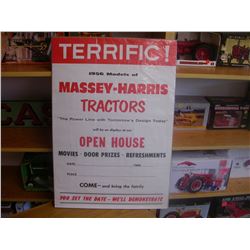 TERRIFIC!
1956 Models of
MASSEY-HARRIS
TRACTORS
"The Power Line with Tomorrow's Design Today"
will be on display at our
OPEN HOUSE
MOVIES · DOOR PRIZES · REFRESHMENTS
DATE TIME
PLACE
COME—and bring the family
YOU SET THE DATE - WE'LL DEMONSTRATE